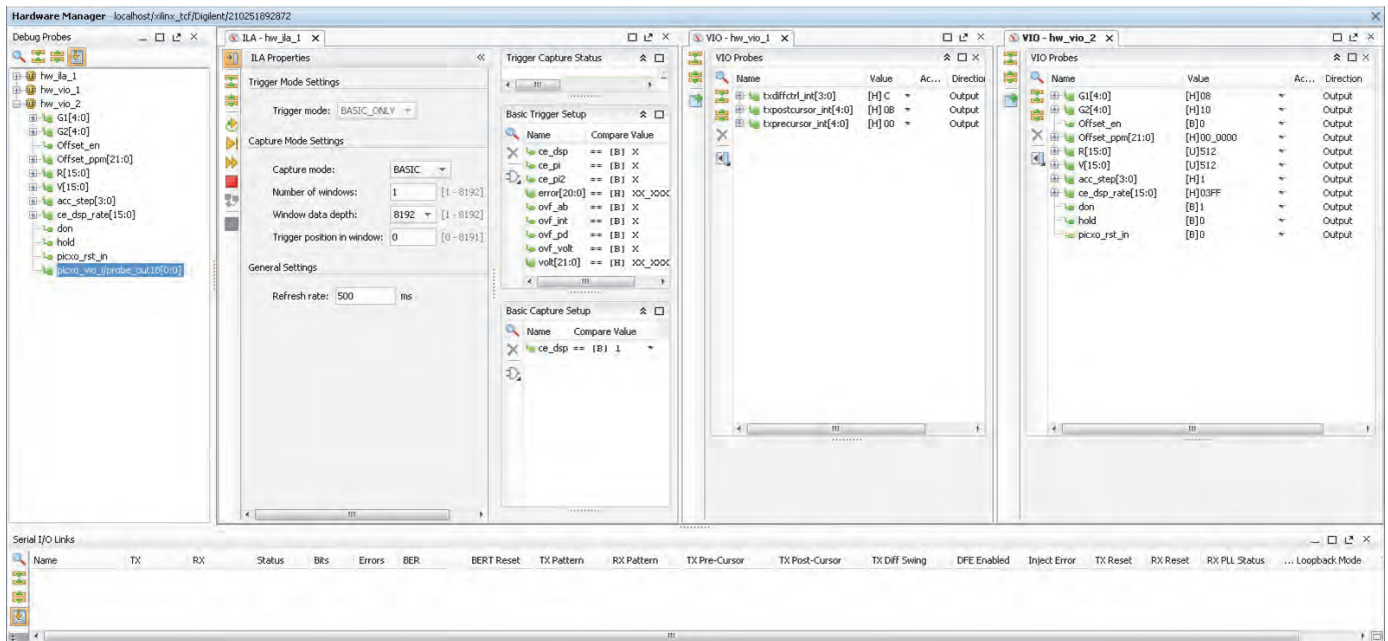 Hardware Manager - localhost/xilinx_tcf/Digilent/210251892872
Debug Probes
hw_ila_1
hw_vio_1
hw_vio_2
G1[4:0]
G2[4:0]
Offset_en
Offset_ppm[21:0]
R[15:0]
V[15:0]
acc_step[3:0]
ce_dsp_rate[15:0]
don
hold
picxo_rst_in
picxo_vio_i/probe_out10[0:0]
ILA - hw_ila_1
ILA Properties
Trigger Mode Settings
Trigger mode: BASIC_ONLY
Capture Mode Settings
Capture mode: BASIC
Number of windows: 1 [1 - 8192]
Window data depth: 8192 [1 - 8192]
Trigger position in window: 0 [0 - 8191]
General Settings
Refresh rate: 500 ms
Trigger Capture Status
Basic Trigger Setup
Name Compare Value
ce_dsp == [B] X
ce_pi == [B] X
ce_pi2 == [B] X
error[20:0] == [H] XX_XXX
ovf_ab == [B] X
ovf_int == [B] X
ovf_pd == [B] X
ovf_volt == [B] X
volt[21:0] == [H] XX_XXX
Basic Capture Setup
Name Compare Value
ce_dsp == [B] 1
VIO - hw_vio_1
VIO Probes
Name Value Ac... Direction
txdiffctrl_int[3:0] [H] C Output
txpostcursor_int[4:0] [H] 0B Output
txprecursor_int[4:0] [H] 00 Output
VIO - hw_vio_2
VIO Probes
Name Value Ac... Direction
G1[4:0] [H]08 Output
G2[4:0] [H]10 Output
Offset_en [B]0 Output
Offset_ppm[21:0] [H]00_0000 Output
R[15:0] [U]512 Output
V[15:0] [U]512 Output
acc_step[3:0] [H]1 Output
ce_dsp_rate[15:0] [H]03FF Output
don [B]1 Output
hold [B]0 Output
picxo_rst_in [B]0 Output
Serial I/O Links
Name TX RX Status Bits Errors BER BERT Reset TX Pattern RX Pattern TX Pre-Cursor TX Post-Cursor TX Diff Swing DFE Enabled Inject Error TX Reset RX Reset RX PLL Status ... Loopback Mode